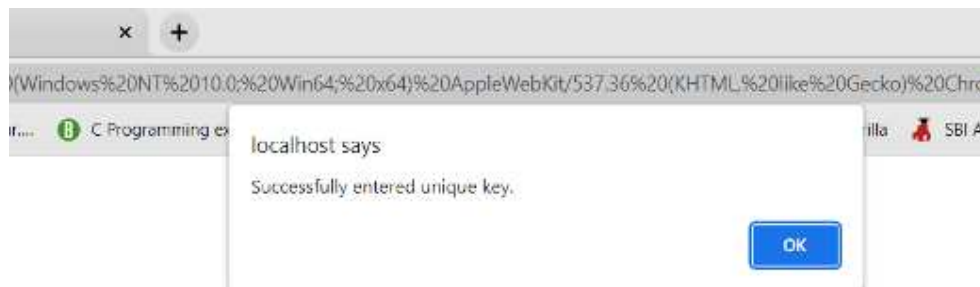 (Windows%20NT%2010.0;%20Win64;%20x64)%20AppleWebKit/537.36%20(KHTML,%20like%20Gecko)%20Chro
r.... C Programming ex illa SBI A
localhost says
Successfully entered unique key.
OK